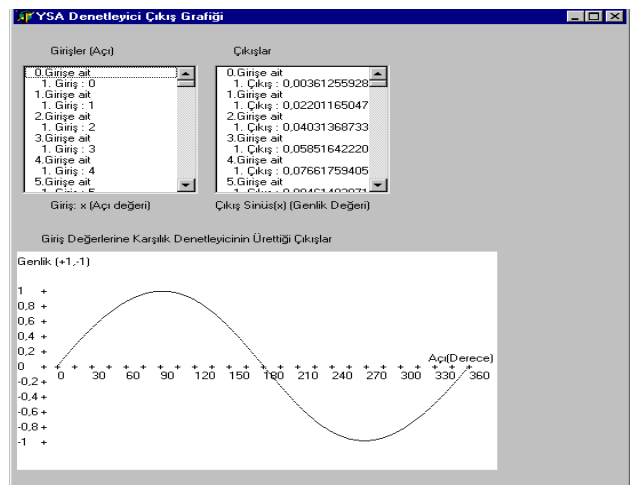 YSA Denetleyici Çıkış Grafiği
Girişler (Açı)
Çıkışlar
0.Girişe ait
1. Giriş : 0
1.Girişe ait
1. Giriş : 1
2.Girişe ait
1. Giriş : 2
3.Girişe ait
1. Giriş : 3
4.Girişe ait
1. Giriş : 4
5.Girişe ait
0.Girişe ait
1. Çıkış : 0,00361255928
1.Girişe ait
1. Çıkış : 0,02201165047
2.Girişe ait
1. Çıkış : 0,04031368733
3.Girişe ait
1. Çıkış : 0,05851642220
4.Girişe ait
1. Çıkış : 0,07661759405
5.Girişe ait
Giriş: x (Açı değeri)
Çıkış Sinüs(x) (Genlik Değeri)
Giriş Değerlerine Karşılık Denetleyicinin Ürettiği Çıkışlar
Genlik (+1,-1)
1 +
0,8 +
0,6 +
0,4 +
0,2 +
0 +
-0,2 +
-0,4 +
-0,6 +
-0,8 +
-1 +
Açı(Derece)
0 30 60 90 120 150 180 210 240 270 300 330 360